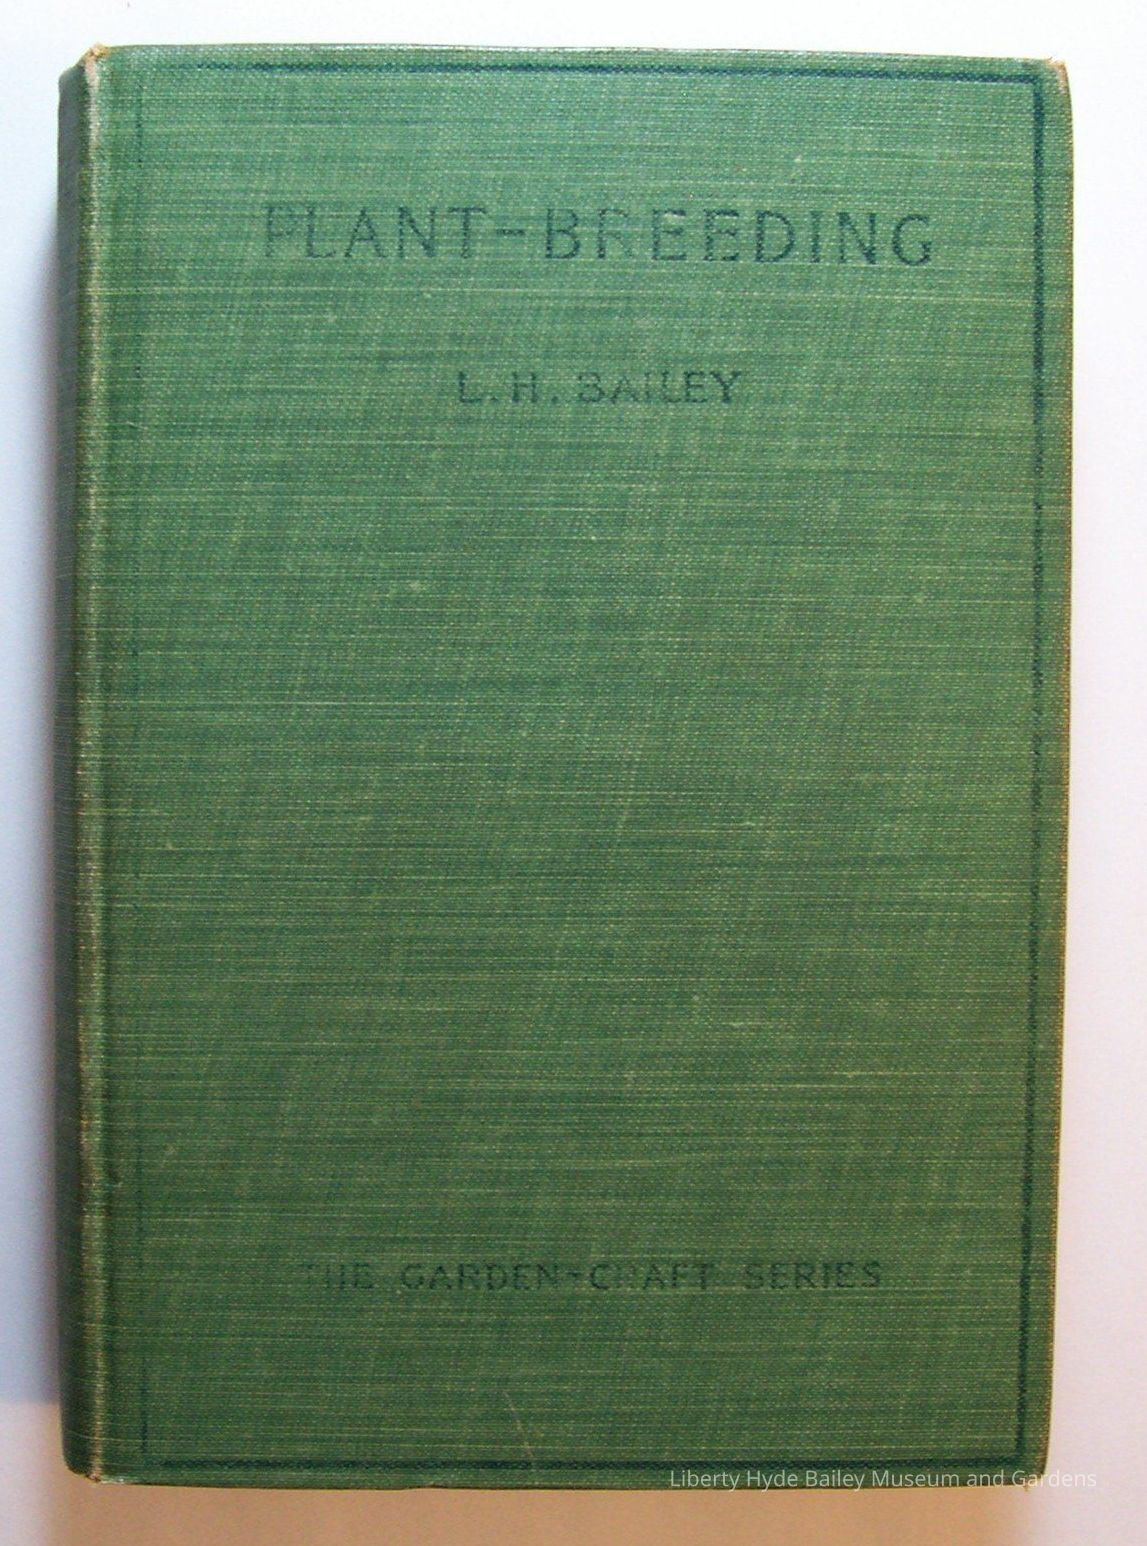 PLANT-BREEDING
L. H. BAILEY
THE GARDEN-CRAFT SERIES
Liberty Hyde Bailey Museum and Gardens